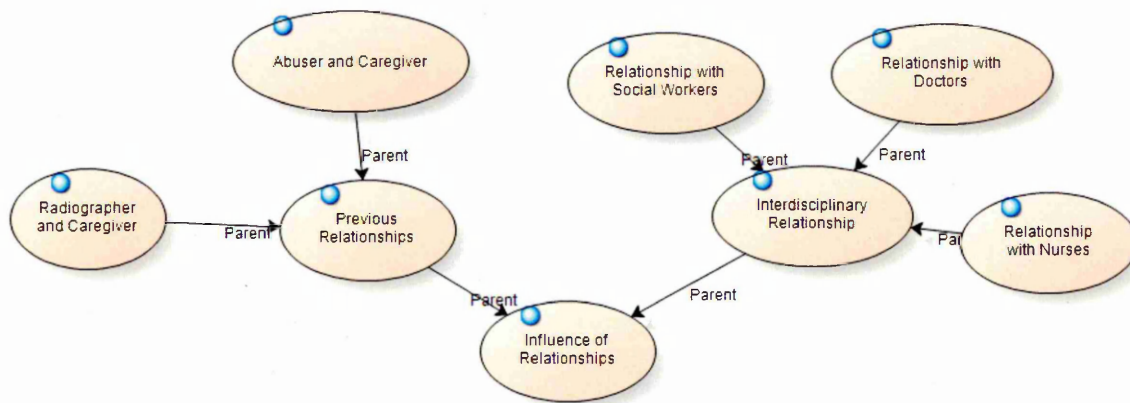 Abuser and Caregiver
Relationship with
Social Workers
Relationship with
Doctors
Parent
Parent
Parent
Radiographer
and Caregiver
Parent
Previous
Relationships
Interdisciplinary
Relationship
Relationship
with Nurses
Parent
Parent
Influence of
Relationships